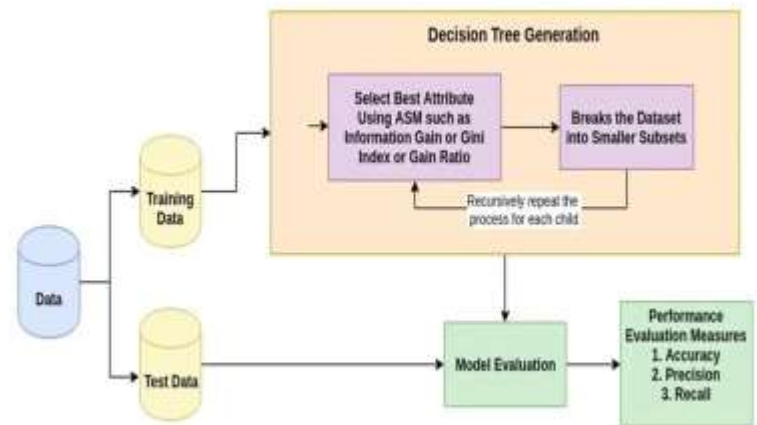 Decision Tree Generation
Select Best Attribute
Using ASM such as
Information Gain or Gini
Index or Gain Ratio
Breaks the Dataset
into Smaller Subsets
Recursively repeat the
process for each child
Training
Data
Data
Test Data
Model Evaluation
Performance
Evaluation Measures
1. Accuracy
2. Precision
3. Recall